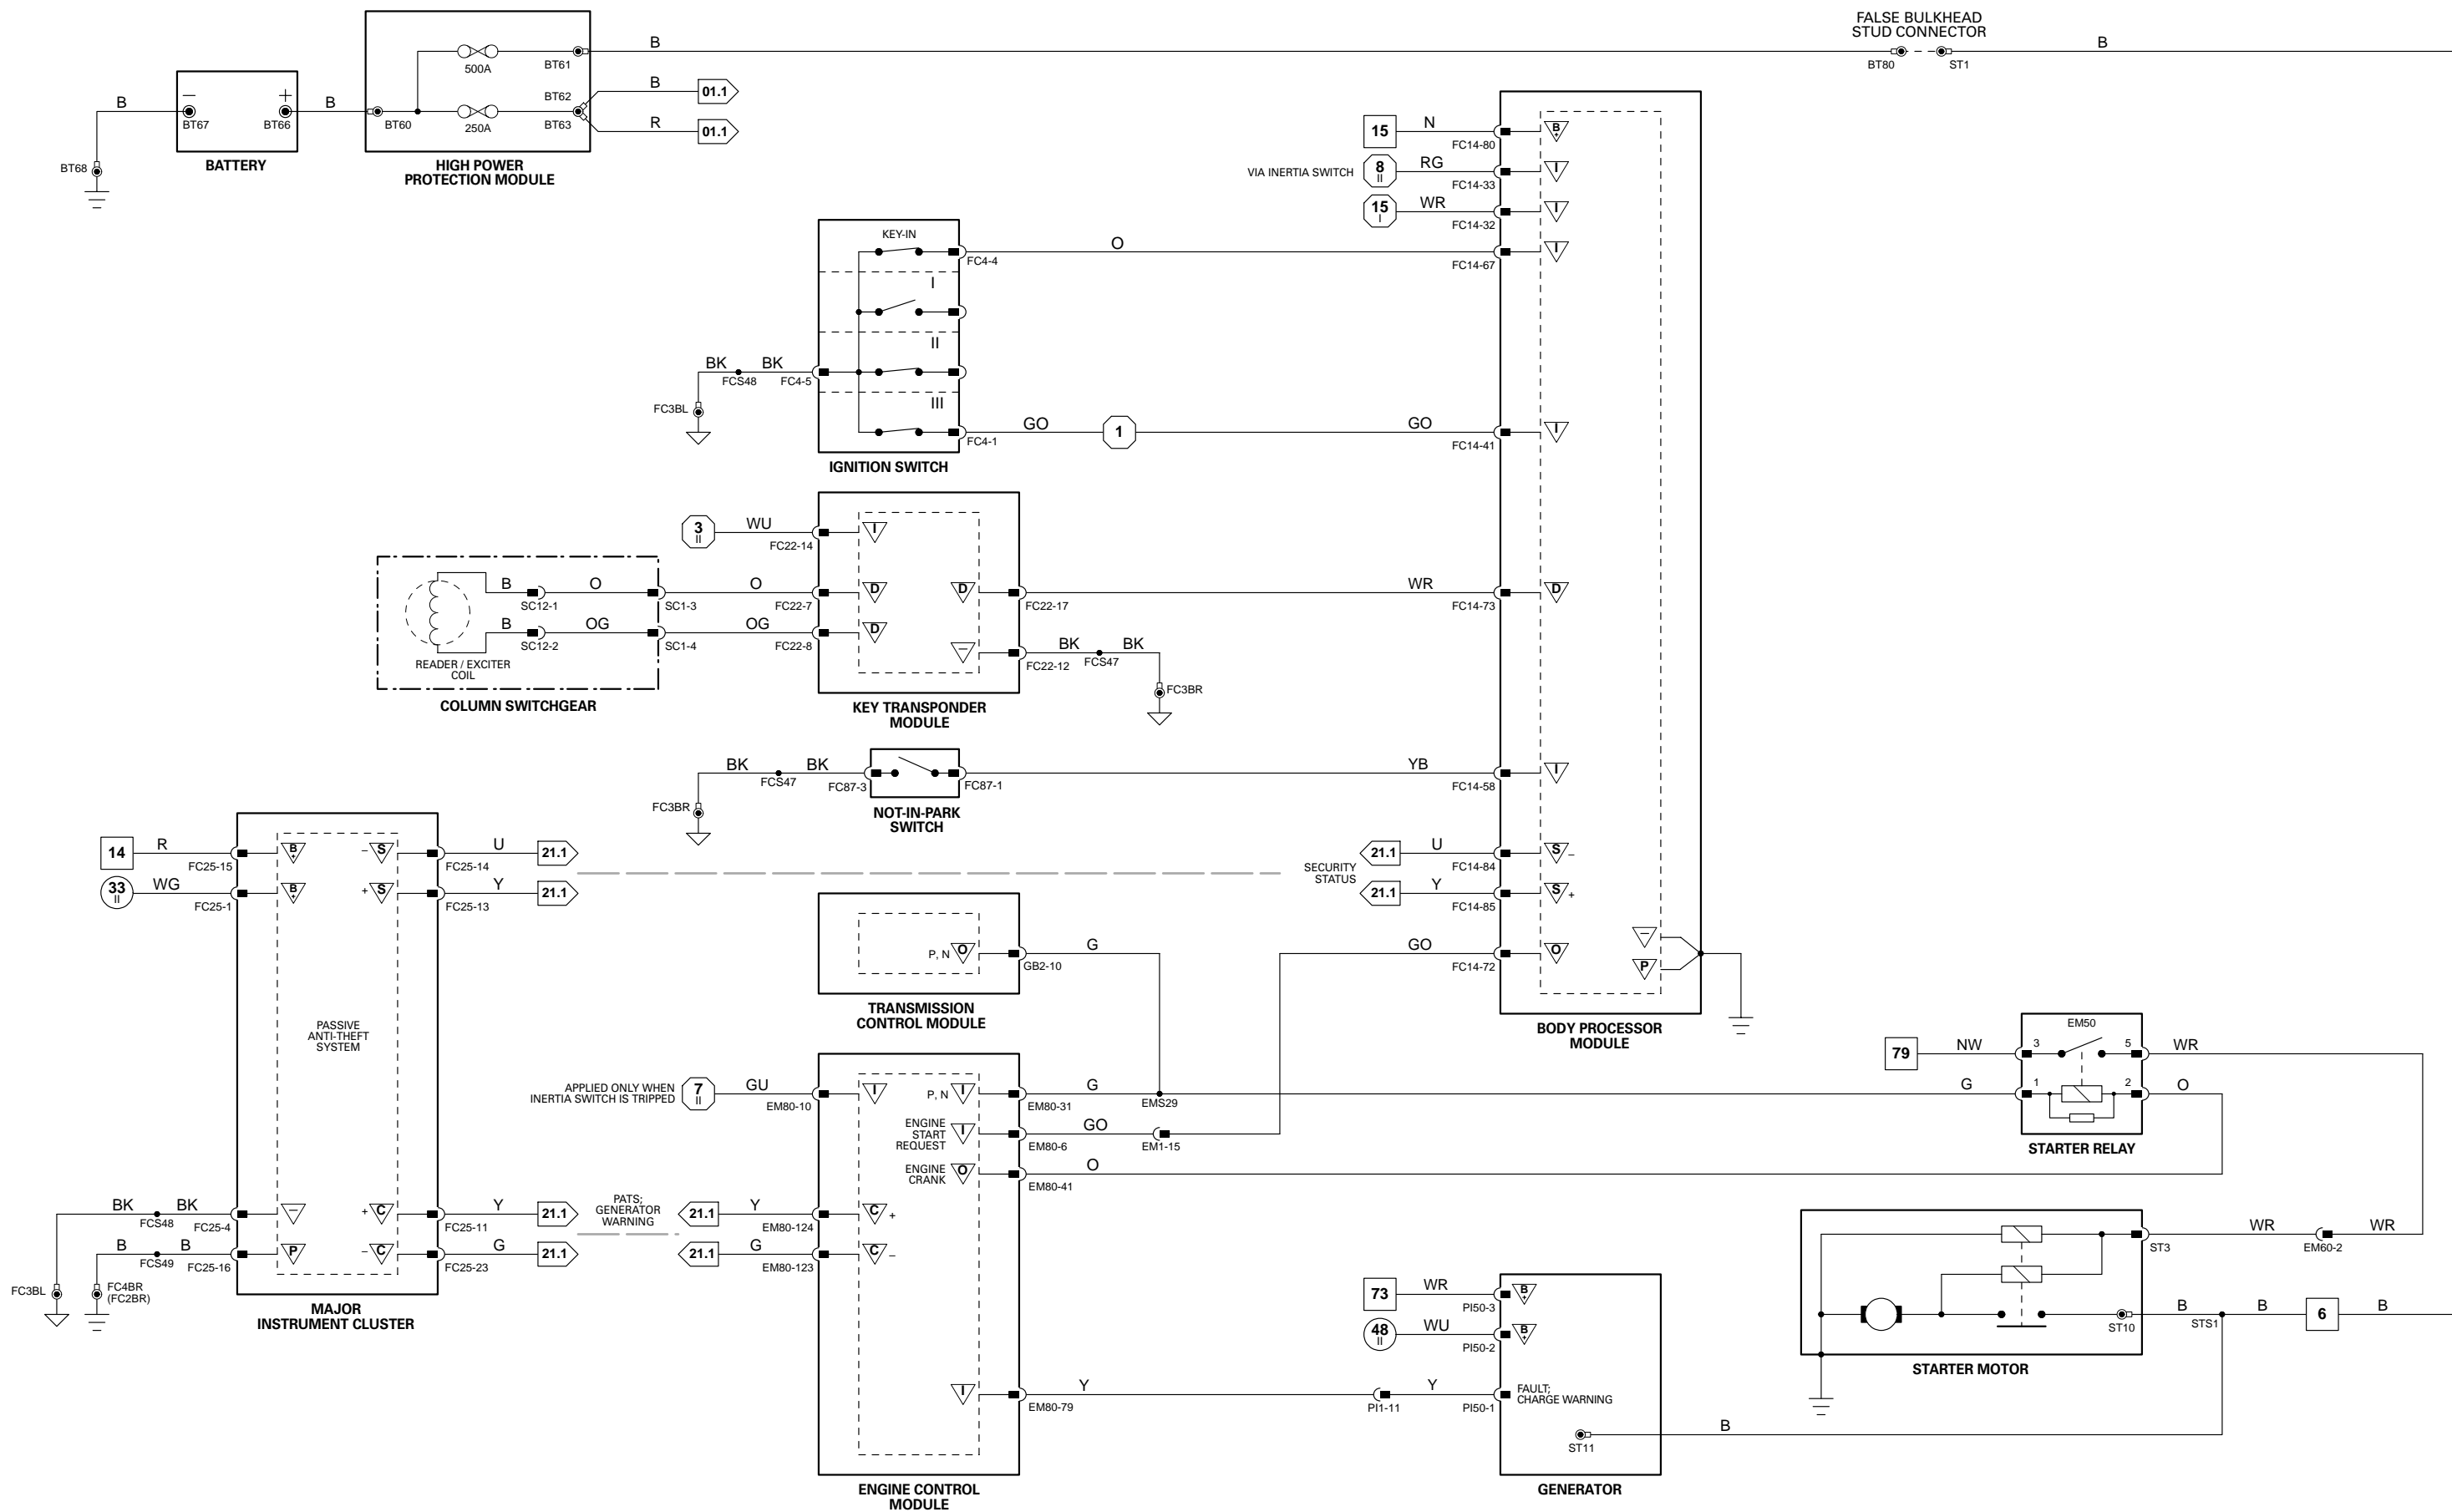 FALSE BULKHEAD
STUD CONNECTOR
B
BT80
ST1
B
500A
BT61
B
B
01.1
BT62
BT60
250A
BT63
R
01.1
HIGH POWER
PROTECTION MODULE
B
–
BT67
+
BT66
B
BATTERY
BT68
15
N
FC14-80
B
+
VIA INERTIA SWITCH
8
II
RG
FC14-33
I
15
I
WR
FC14-32
I
KEY-IN
FC4-4
O
FC14-67
I
I
II
BK
FCS48
BK
FC4-5
FC3BL
III
FC4-1
GO
1
GO
FC14-41
I
IGNITION SWITCH
3
II
WU
FC22-14
I
B
SC12-1
O
SC1-3
O
FC22-7
D
D
FC22-17
WR
FC14-73
D
B
SC12-2
OG
SC1-4
OG
FC22-8
D
–
FC22-12
BK
FCS47
BK
FC3BR
READER / EXCITER
COIL
COLUMN SWITCHGEAR
KEY TRANSPONDER
MODULE
BK
FCS47
BK
FC87-3
FC87-1
YB
FC14-58
I
FC3BR
NOT-IN-PARK
SWITCH
14
R
FC25-15
B
+
– S
FC25-14
U
21.1
33
II
WG
FC25-1
B
+
+ S
FC25-13
Y
21.1
SECURITY
STATUS
21.1
U
FC14-84
S –
21.1
Y
FC14-85
S +
P, N
O
GB2-10
G
GO
FC14-72
O
–
P
TRANSMISSION
CONTROL MODULE
BODY PROCESSOR
MODULE
PASSIVE
ANTI-THEFT
SYSTEM
EM50
79
NW
3
5
WR
G
1
2
O
STARTER RELAY
APPLIED ONLY WHEN
INERTIA SWITCH IS TRIPPED
7
II
GU
EM80-10
I
P, N
I
EM80-31
G
EMS29
ENGINE
START
REQUEST
I
EM80-6
GO
EM1-15
ENGINE
CRANK
O
EM80-41
O
BK
FCS48
BK
FC25-4
–
+ C
FC25-11
Y
21.1
PATS;
GENERATOR
WARNING
21.1
Y
EM80-124
C +
B
FCS49
B
FC25-16
P
– C
FC25-23
G
21.1
21.1
G
EM80-123
C –
FC3BL
FC4BR
(FC2BR)
MAJOR
INSTRUMENT CLUSTER
ST3
WR
EM60-2
WR
ST10
B
STS1
B
6
B
STARTER MOTOR
73
WR
PI50-3
B
+
48
II
WU
PI50-2
B
+
I
EM80-79
Y
PI1-11
Y
PI50-1
FAULT;
CHARGE WARNING
ST11
B
ENGINE CONTROL
MODULE
GENERATOR